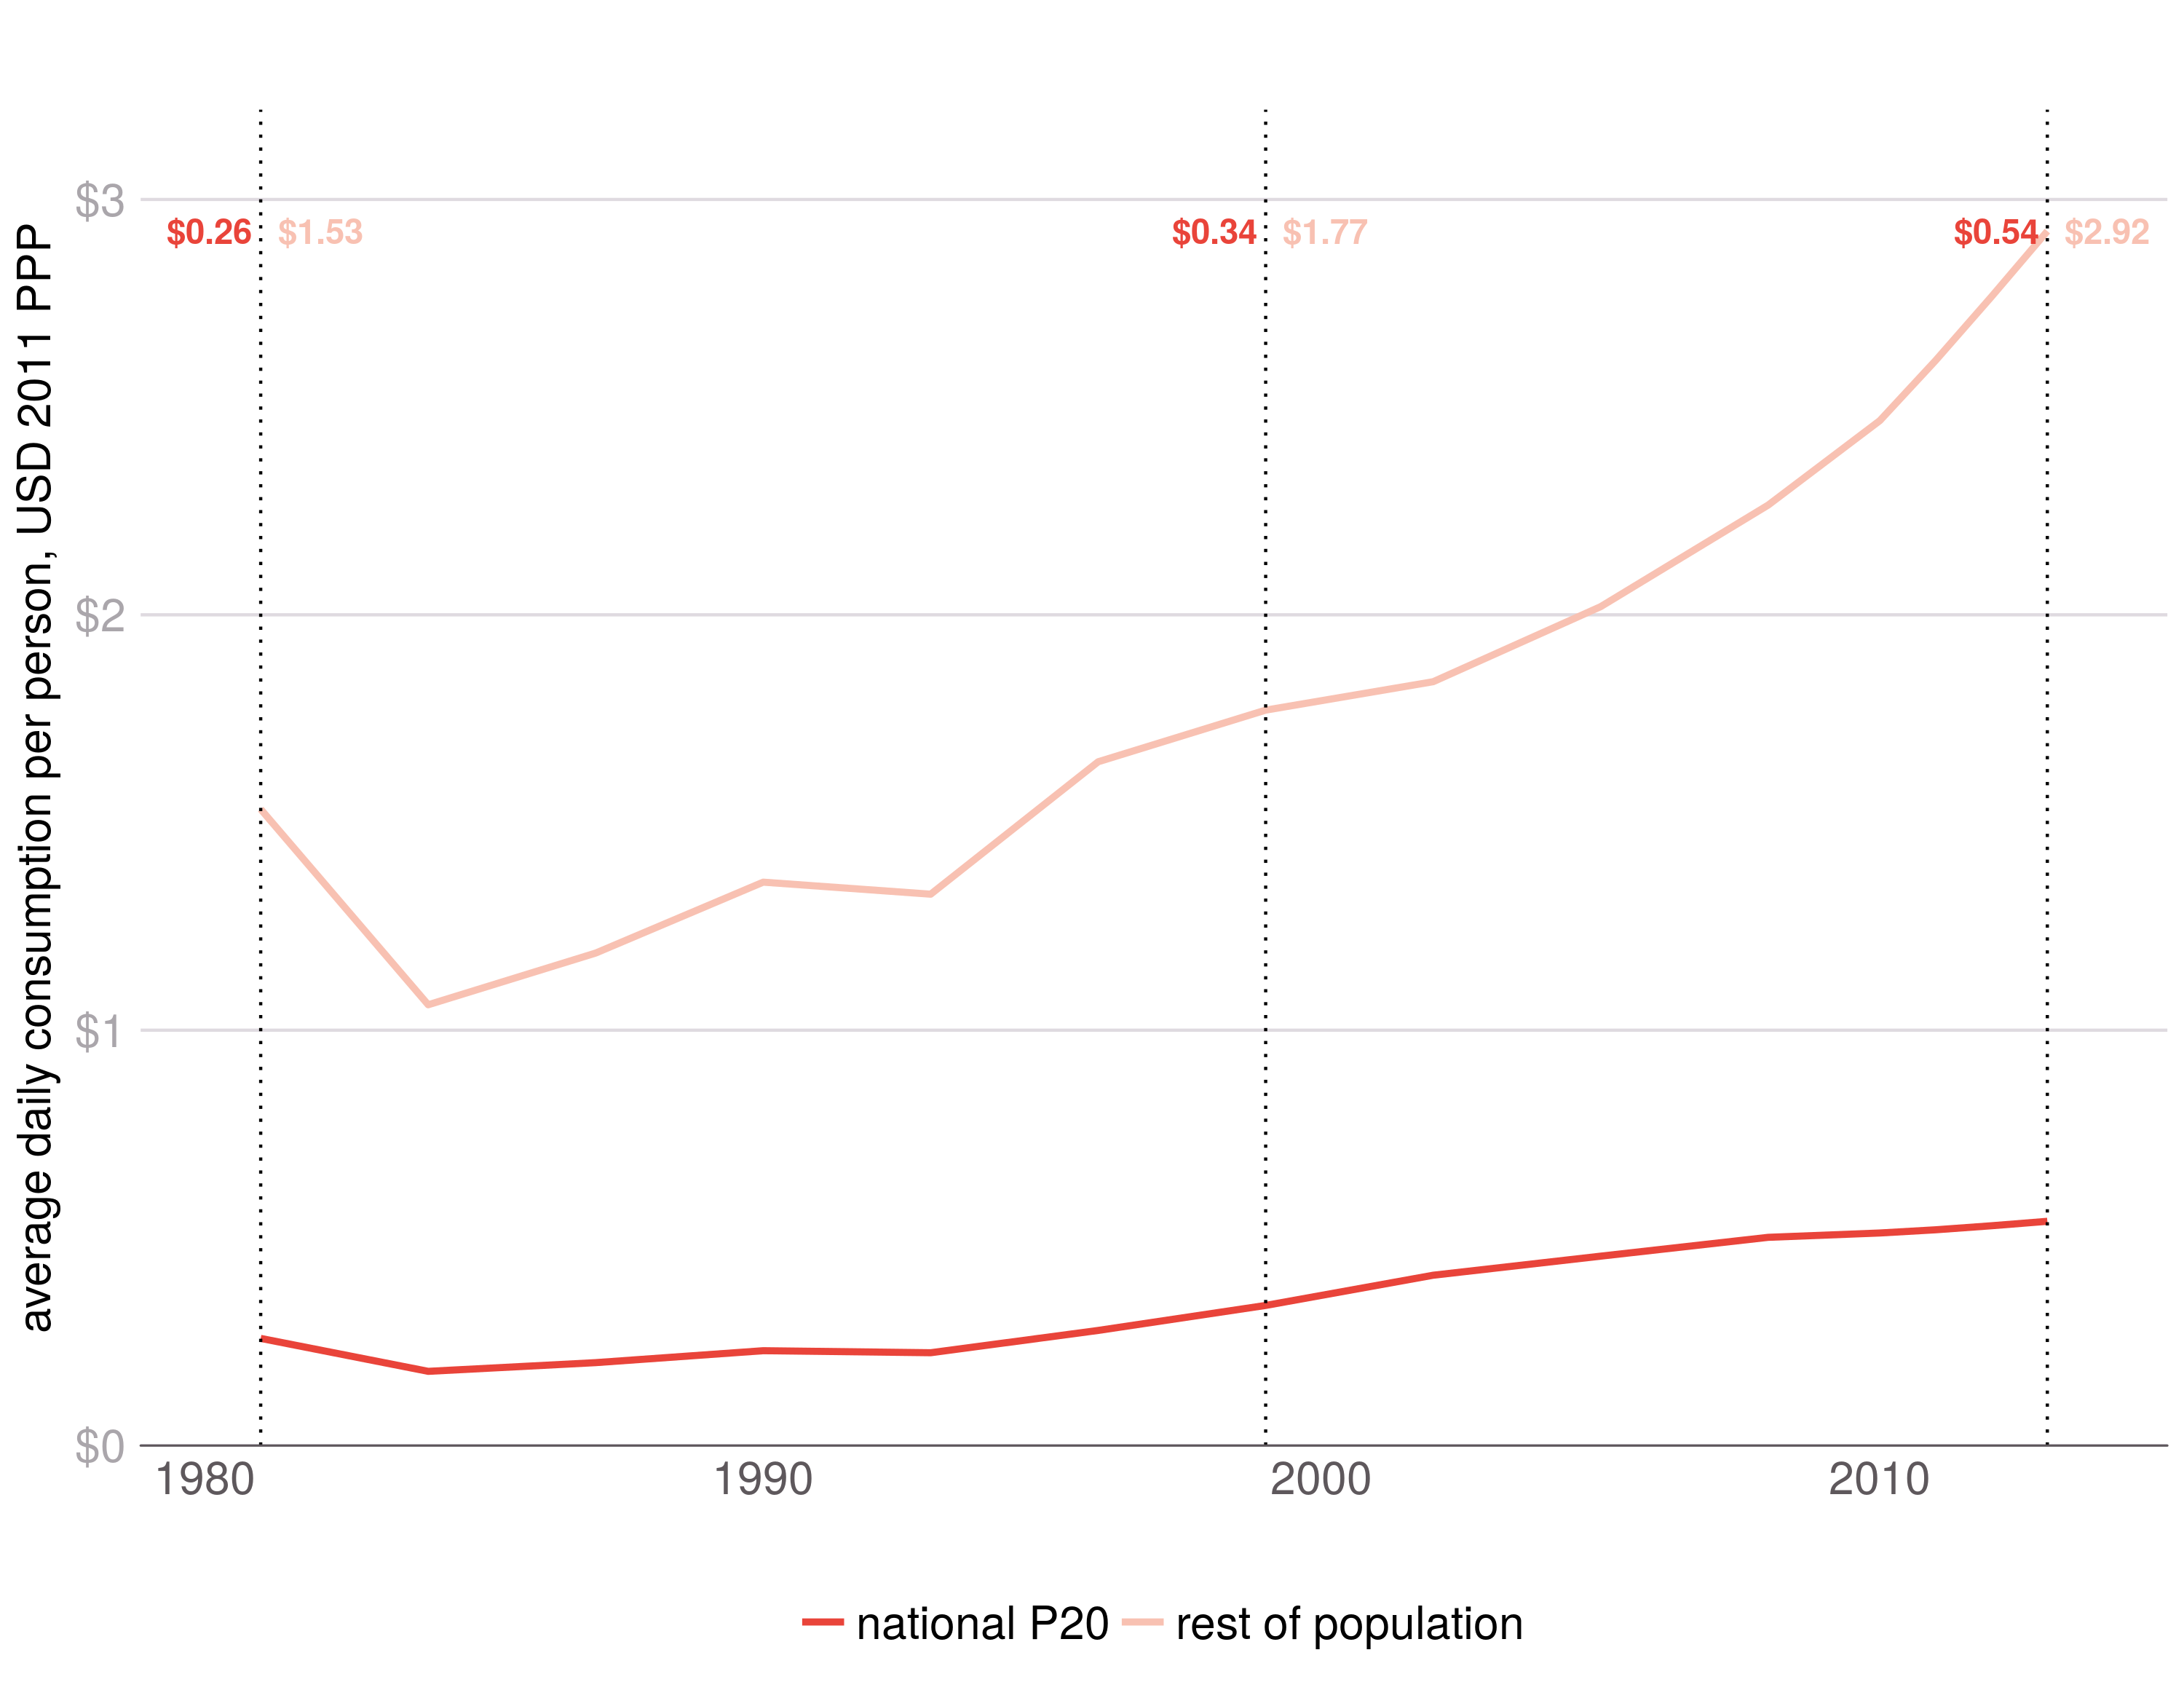 average daily consumption per person, USD 2011 PPP
$3
$0.26 $1.53 $0.34 $1.77 $0.54 $2.92
$2
$1
$0
1980 1990 2000 2010
national P20 rest of population